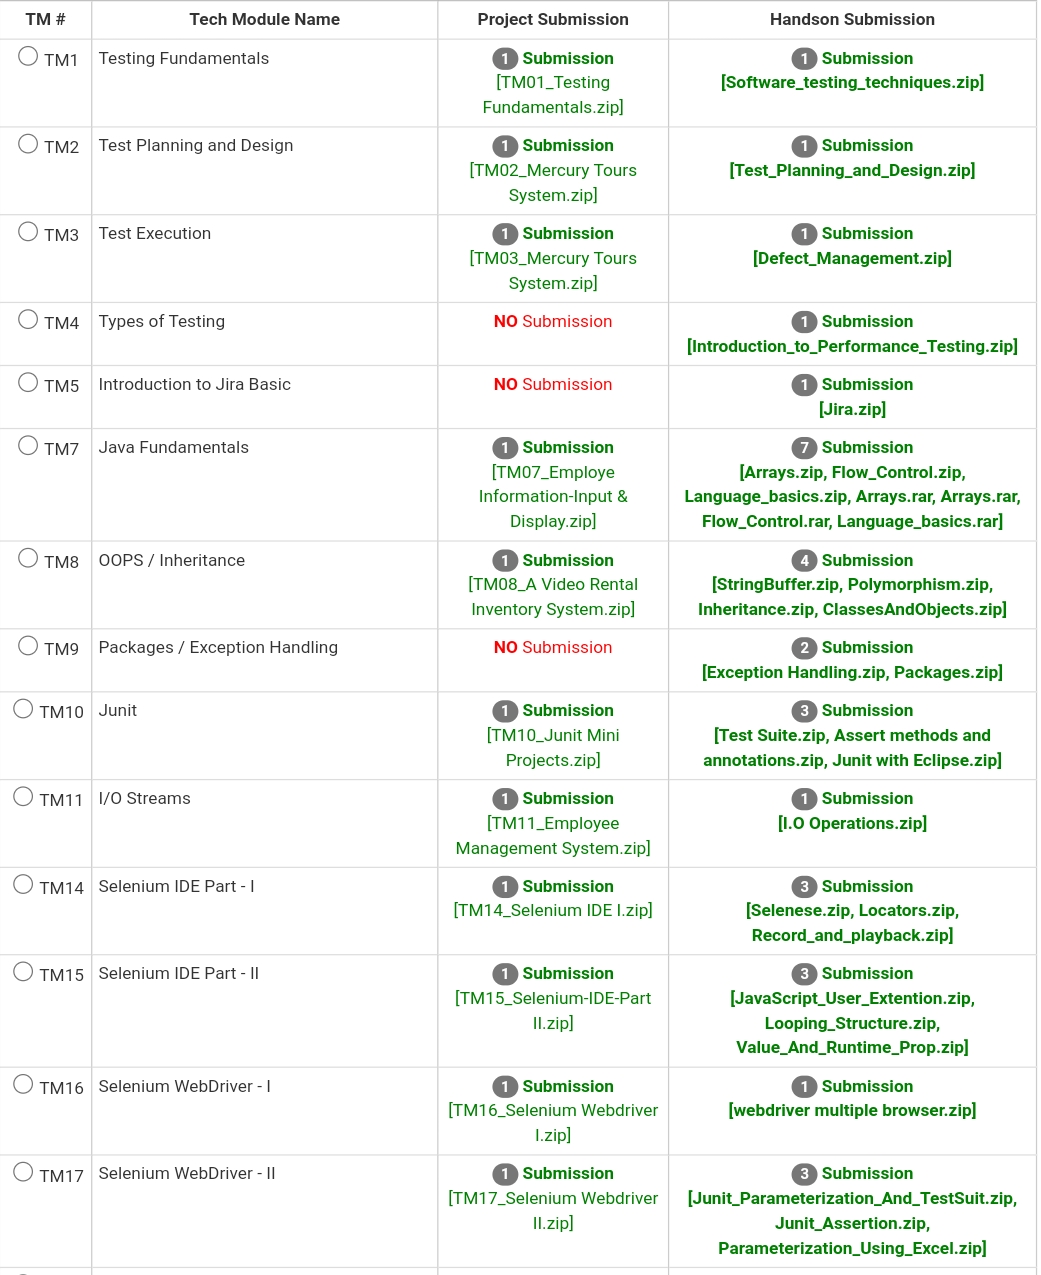 TM # Tech Module Name Project Submission Handson Submission
TM1 Testing Fundamentals 1 Submission 1 Submission
[TM01_Testing [Software_testing_techniques.zip]
Fundamentals.zip]
TM2 Test Planning and Design 1 Submission 1 Submission
[TM02_Mercury Tours [Test_Planning_and_Design.zip]
System.zip]
TM3 Test Execution 1 Submission 1 Submission
[TM03_Mercury Tours [Defect_Management.zip]
System.zip]
TM4 Types of Testing NO Submission 1 Submission
[Introduction_to_Performance_Testing.zip]
TM5 Introduction to Jira Basic NO Submission 1 Submission
[Jira.zip]
TM7 Java Fundamentals 1 Submission 7 Submission
[TM07_Employe [Arrays.zip, Flow_Control.zip,
Information-Input & Language_basics.zip, Arrays.rar, Arrays.rar,
Display.zip] Flow_Control.rar, Language_basics.rar]
TM8 OOPS / Inheritance 1 Submission 4 Submission
[TM08_A Video Rental [StringBuffer.zip, Polymorphism.zip,
Inventory System.zip] Inheritance.zip, ClassesAndObjects.zip]
TM9 Packages / Exception Handling NO Submission 2 Submission
[Exception Handling.zip, Packages.zip]
TM10 Junit 1 Submission 3 Submission
[TM10_Junit Mini [Test Suite.zip, Assert methods and
Projects.zip] annotations.zip, Junit with Eclipse.zip]
TM11 I/O Streams 1 Submission 1 Submission
[TM11_Employee [I.O Operations.zip]
Management System.zip]
TM14 Selenium IDE Part - I 1 Submission 3 Submission
[TM14_Selenium IDE I.zip] [Selenese.zip, Locators.zip,
Record_and_playback.zip]
TM15 Selenium IDE Part - II 1 Submission 3 Submission
[TM15_Selenium-IDE-Part [JavaScript_User_Extention.zip,
II.zip] Looping_Structure.zip,
Value_And_Runtime_Prop.zip]
TM16 Selenium WebDriver - I 1 Submission 1 Submission
[TM16_Selenium Webdriver [webdriver multiple browser.zip]
I.zip]
TM17 Selenium WebDriver - II 1 Submission 3 Submission
[TM17_Selenium Webdriver [Junit_Parameterization_And_TestSuit.zip,
II.zip] Junit_Assertion.zip,
Parameterization_Using_Excel.zip]